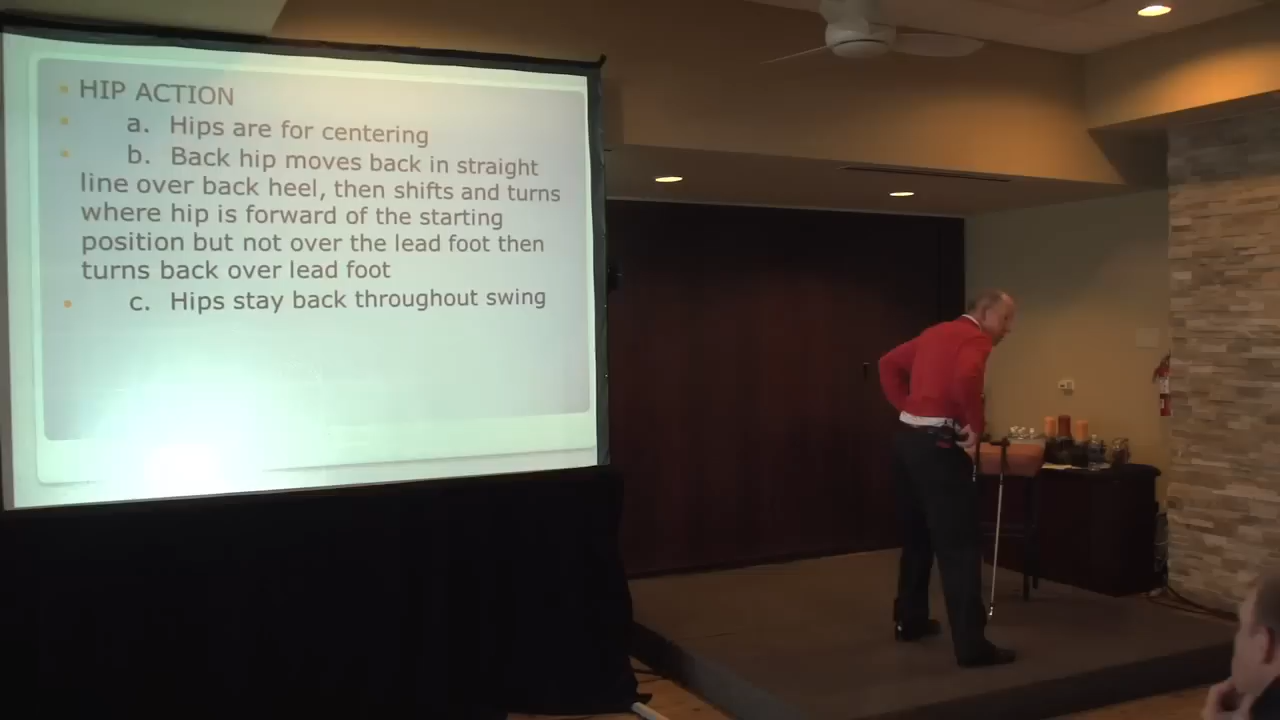 HIP ACTION
a. Hips are for centering
b. Back hip moves back in straight
line over back heel, then shifts and turns
where hip is forward of the starting
position but not over the lead foot then
turns back over lead foot
c. Hips stay back throughout swing